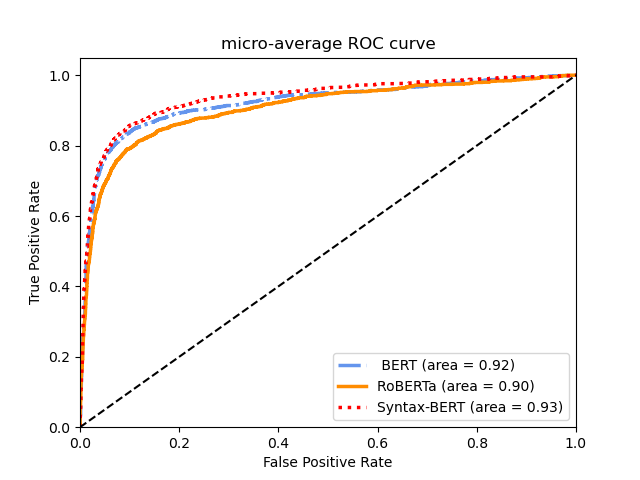 micro-average ROC curve
True Positive Rate
1.0
0.8
0.6
0.4
0.2
0.0
BERT (area = 0.92)
RoBERTa (area = 0.90)
Syntax-BERT (area = 0.93)
0.0 0.2 0.4 0.6 0.8 1.0
False Positive Rate